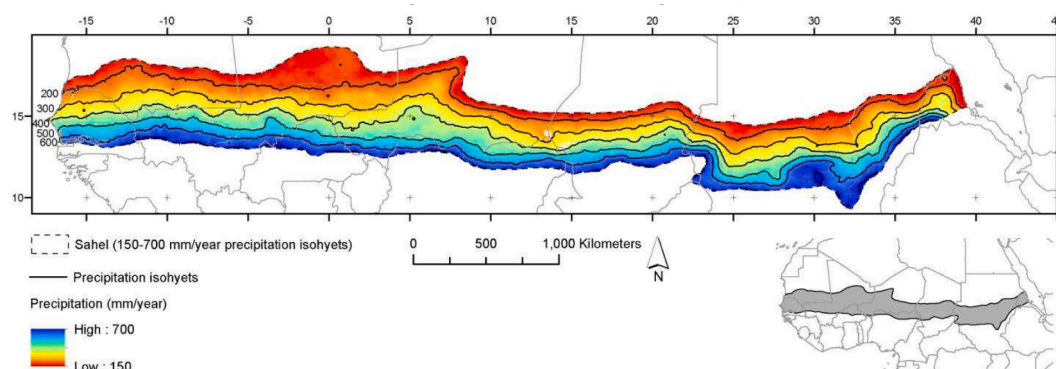 -15 -10 -5 0 5 10 15 20 25 30 35 40 4
200
300
15
400
500
600
10
Sahel (150-700 mm/year precipitation isohyets)
0 500 1,000 Kilometers
N
Precipitation isohyets
Precipitation (mm/year)
High : 700
Low : 150